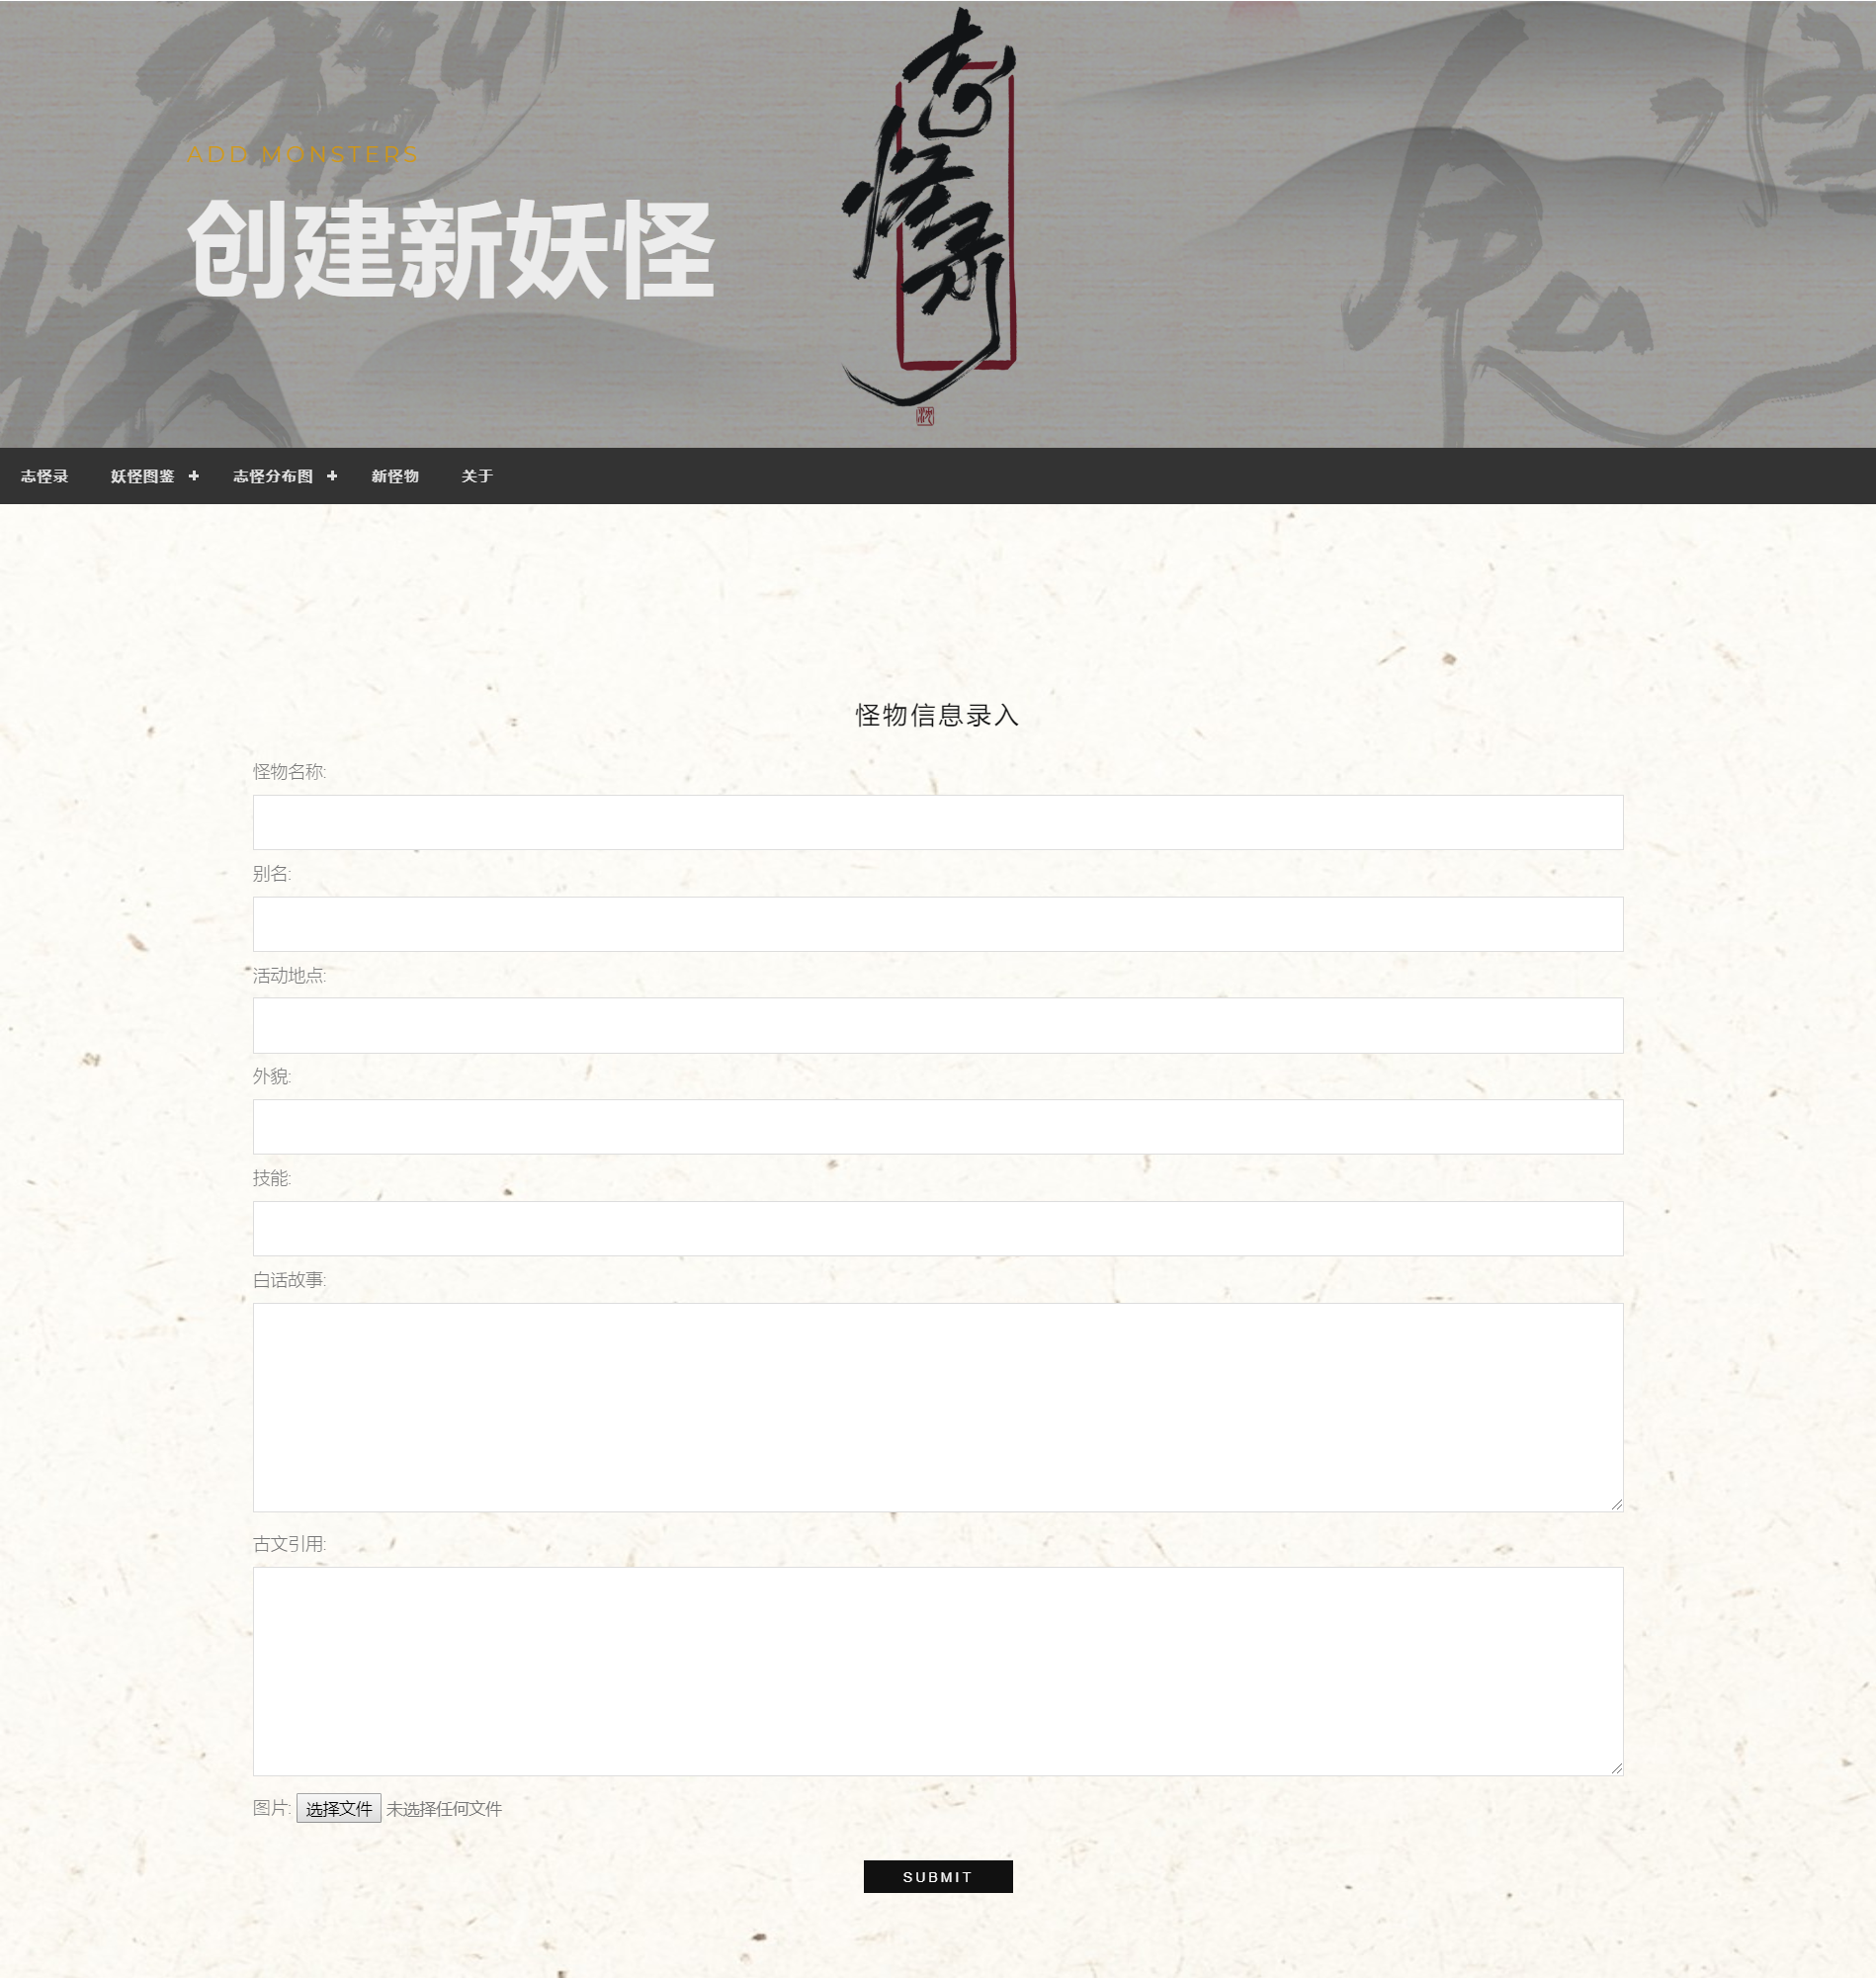 志怪录
ADD MONSTERS
创建新妖怪
志怪录 妖怪图鉴 + 志怪分布图 + 新怪物 关于
怪物信息录入
怪物名称:
别名:
活动地点:
外貌:
技能:
白话故事:
古文引用:
图片: 选择文件 未选择任何文件
SUBMIT